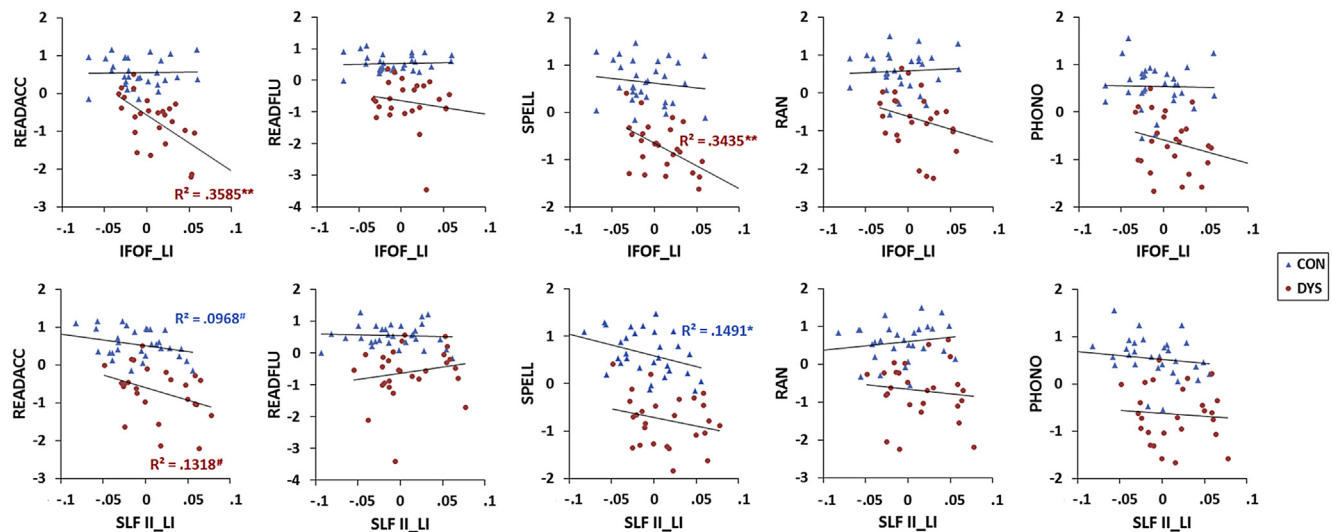 2 1 0 -1 -2 -3
READACC
R² = .3585**
-.1 -.05 0 .05 .1
IFOF_LI
2 1 0 -1 -2 -3 -4
READFLU
-.1 -.05 0 .05 .1
IFOF_LI
2 1 0 -1 -2
SPELL
R² = .3435**
-.1 -.05 0 .05 .1
IFOF_LI
2 1 0 -1 -2 -3
RAN
-.1 -.05 0 .05 .1
IFOF_LI
2 1 0 -1 -2
PHONO
-.1 -.05 0 .05 .1
IFOF_LI
CON
DYS
2 1 0 -1 -2 -3
READACC
R² = .0968#
R² = .1318#
-.1 -.05 0 .05 .1
SLF II_LI
2 1 0 -1 -2 -3 -4
READFLU
-.1 -.05 0 .05 .1
SLF II_LI
2 1 0 -1 -2
SPELL
R² = .1491*
-.1 -.05 0 .05 .1
SLF II_LI
2 1 0 -1 -2 -3
RAN
-.1 -.05 0 .05 .1
SLF II_LI
2 1 0 -1 -2
PHONO
-.1 -.05 0 .05 .1
SLF II_LI